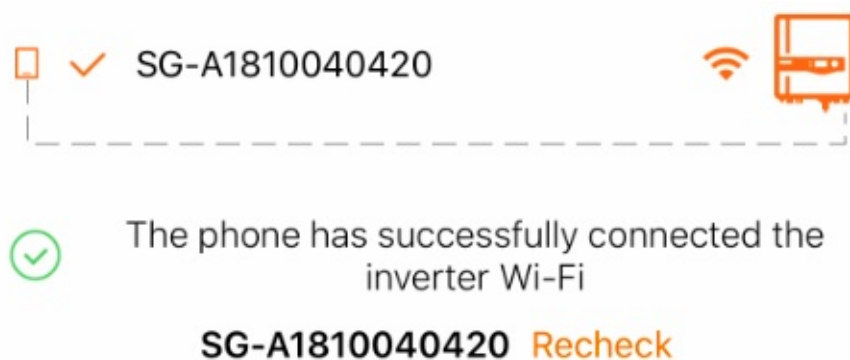 SG-A1810040420
The phone has successfully connected the
inverter Wi-Fi
SG-A1810040420 Recheck